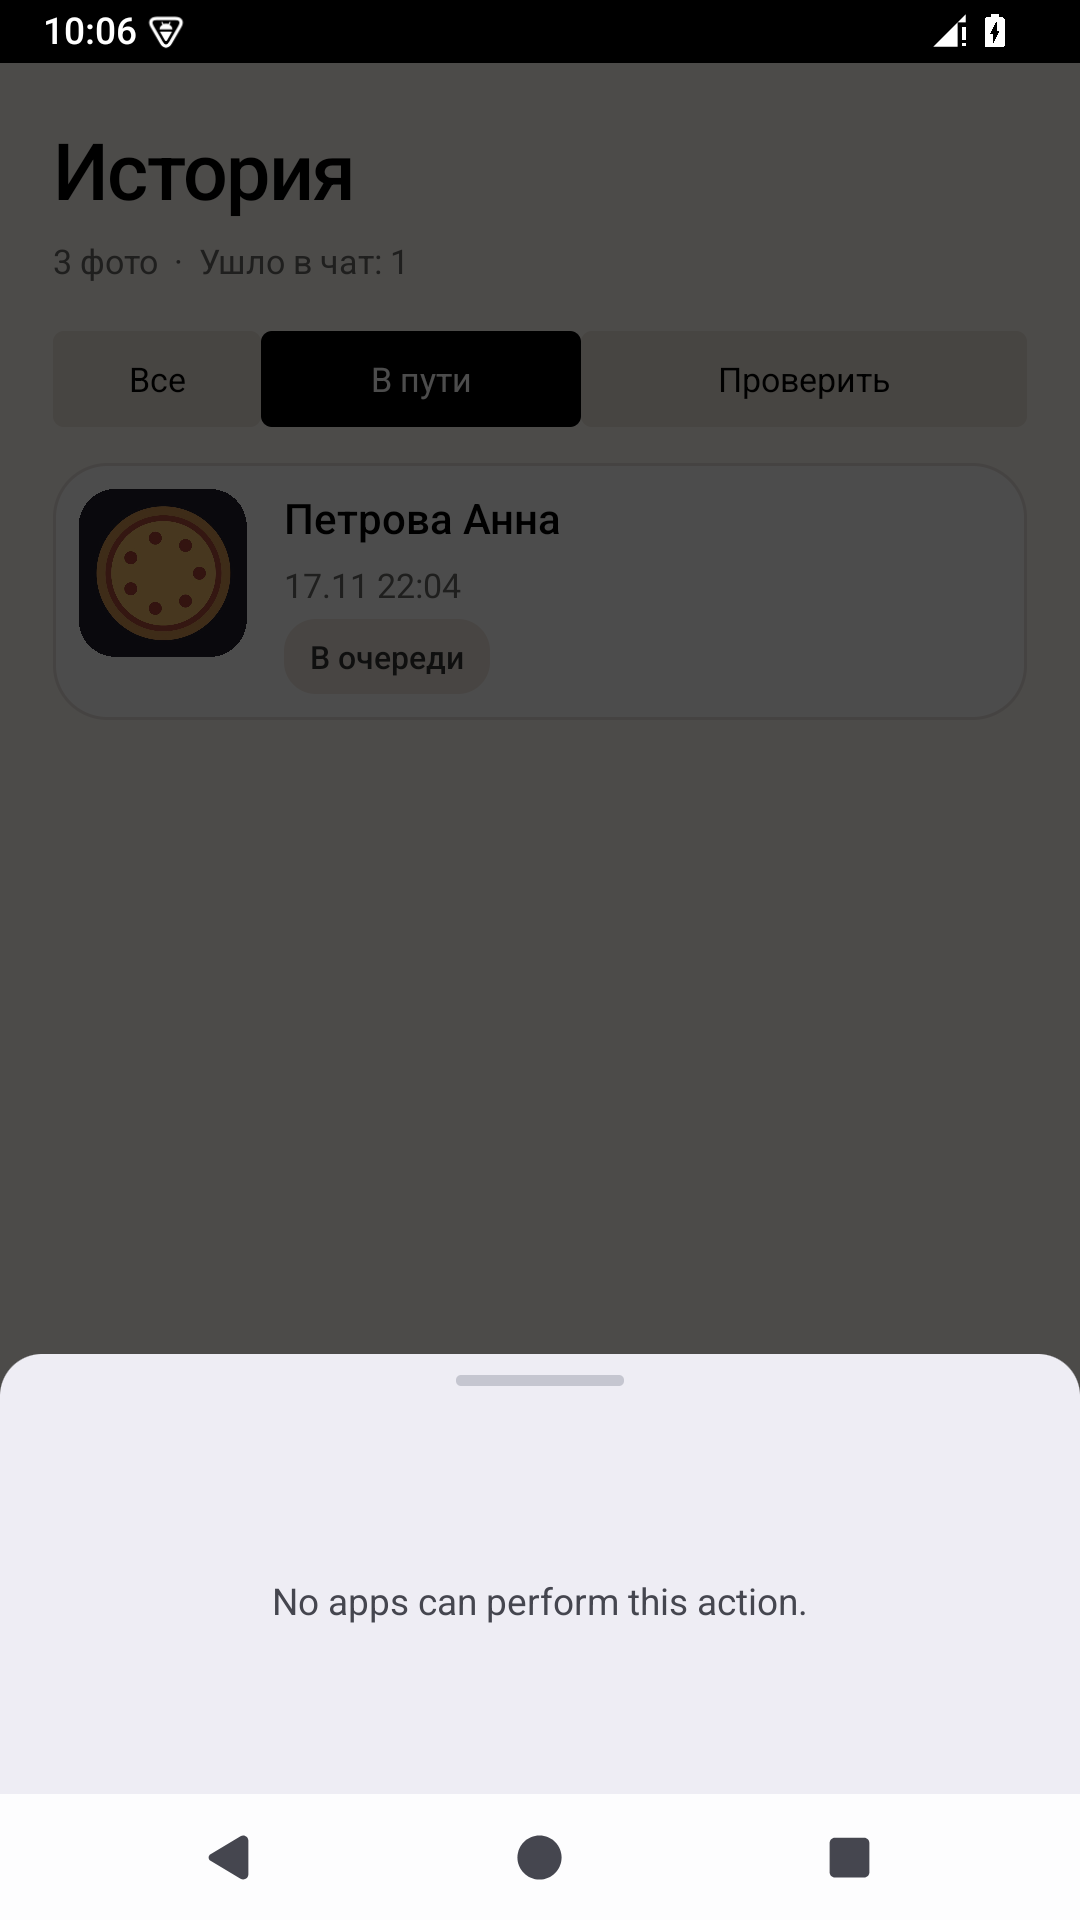 10:06
История
3 фото · Ушло в чат: 1
Все
В пути
Проверить
Петрова Анна
17.11 22:04
В очереди
No apps can perform this action.